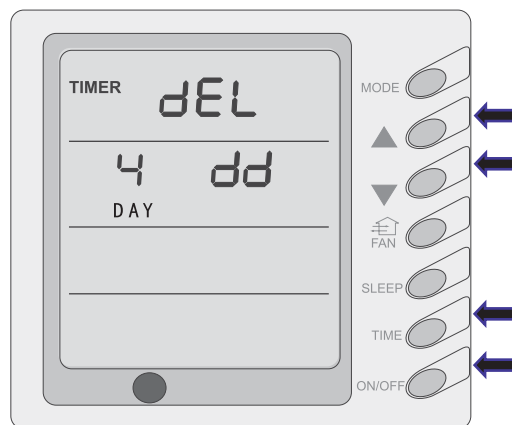 TIMER dEL
4 dd
DAY
MODE
▲
▼
FAN
SLEEP
TIME
ON/OFF